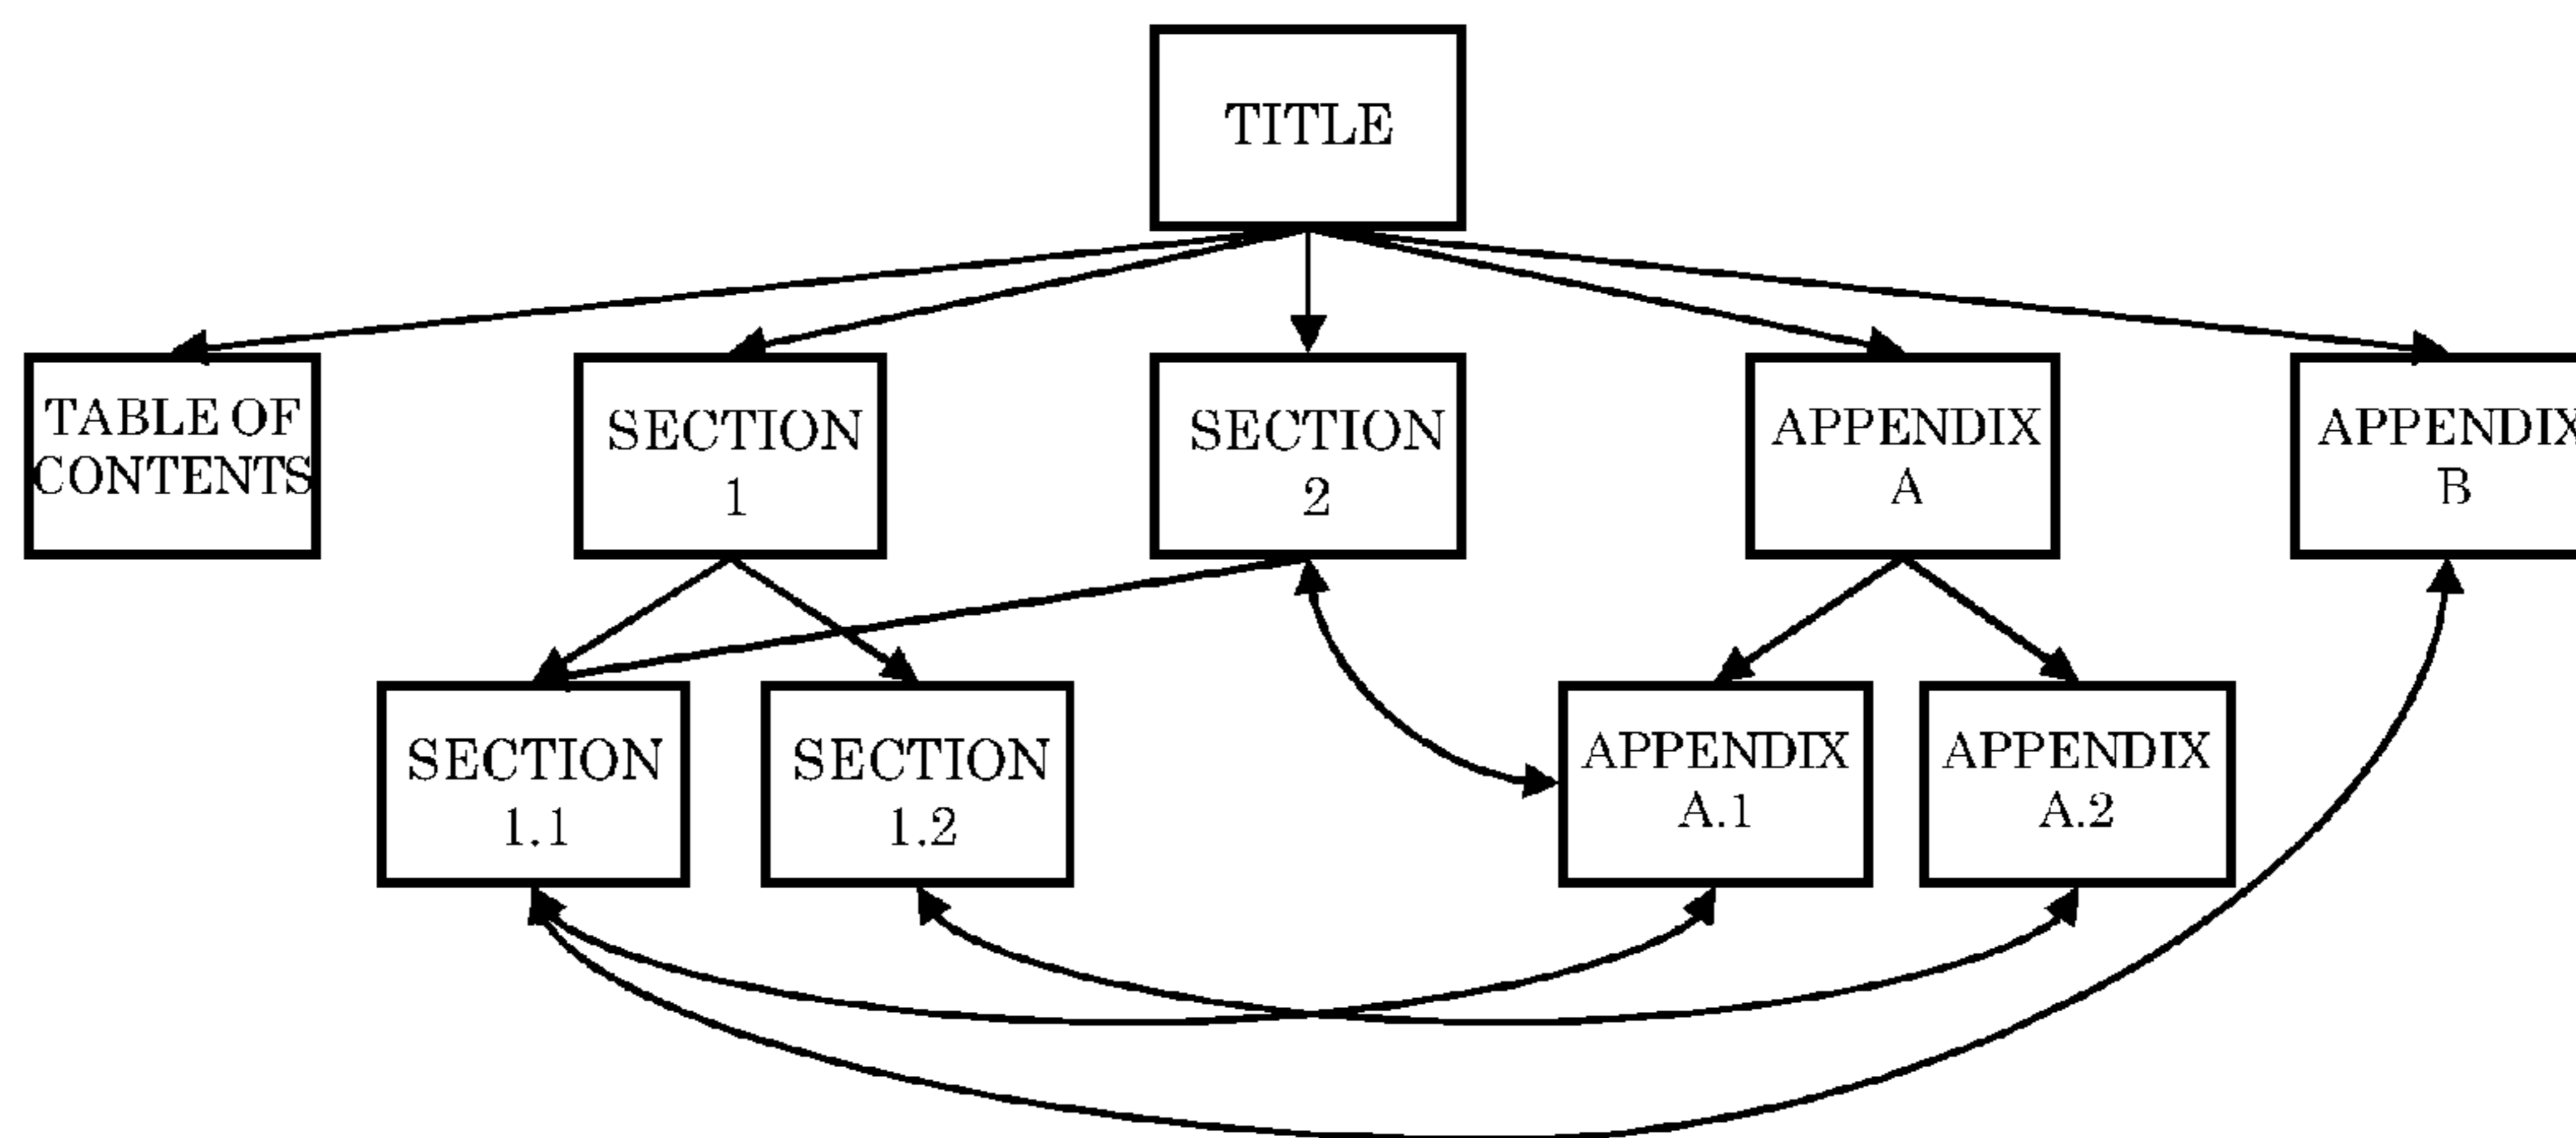 TITLE
TABLE OF
CONTENTS
SECTION
1
SECTION
2
APPENDIX
A
APPENDIX
B
SECTION
1.1
SECTION
1.2
APPENDIX
A.1
APPENDIX
A.2